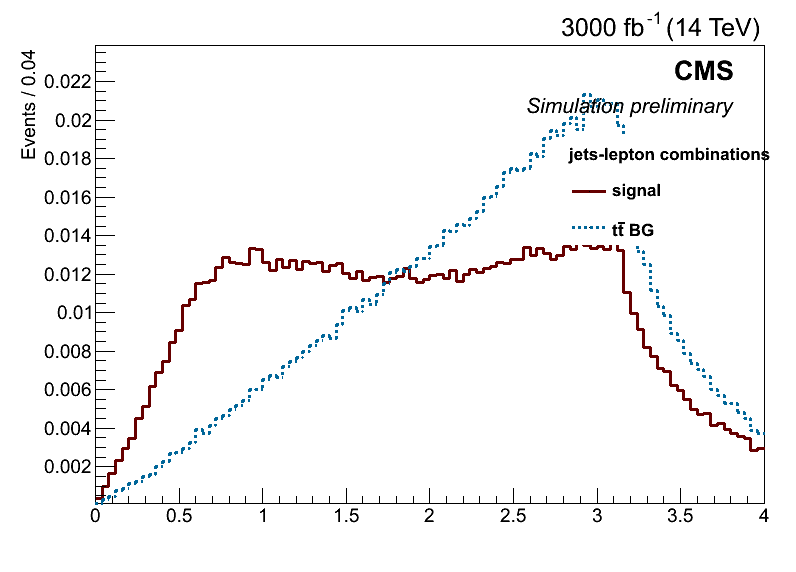 3000 fb⁻¹ (14 TeV)
Events / 0.04
CMS
Simulation preliminary
jets-lepton combinations
signal
tt̄ BG
0.022
0.02
0.018
0.016
0.014
0.012
0.01
0.008
0.006
0.004
0.002
0 0.5 1 1.5 2 2.5 3 3.5 4